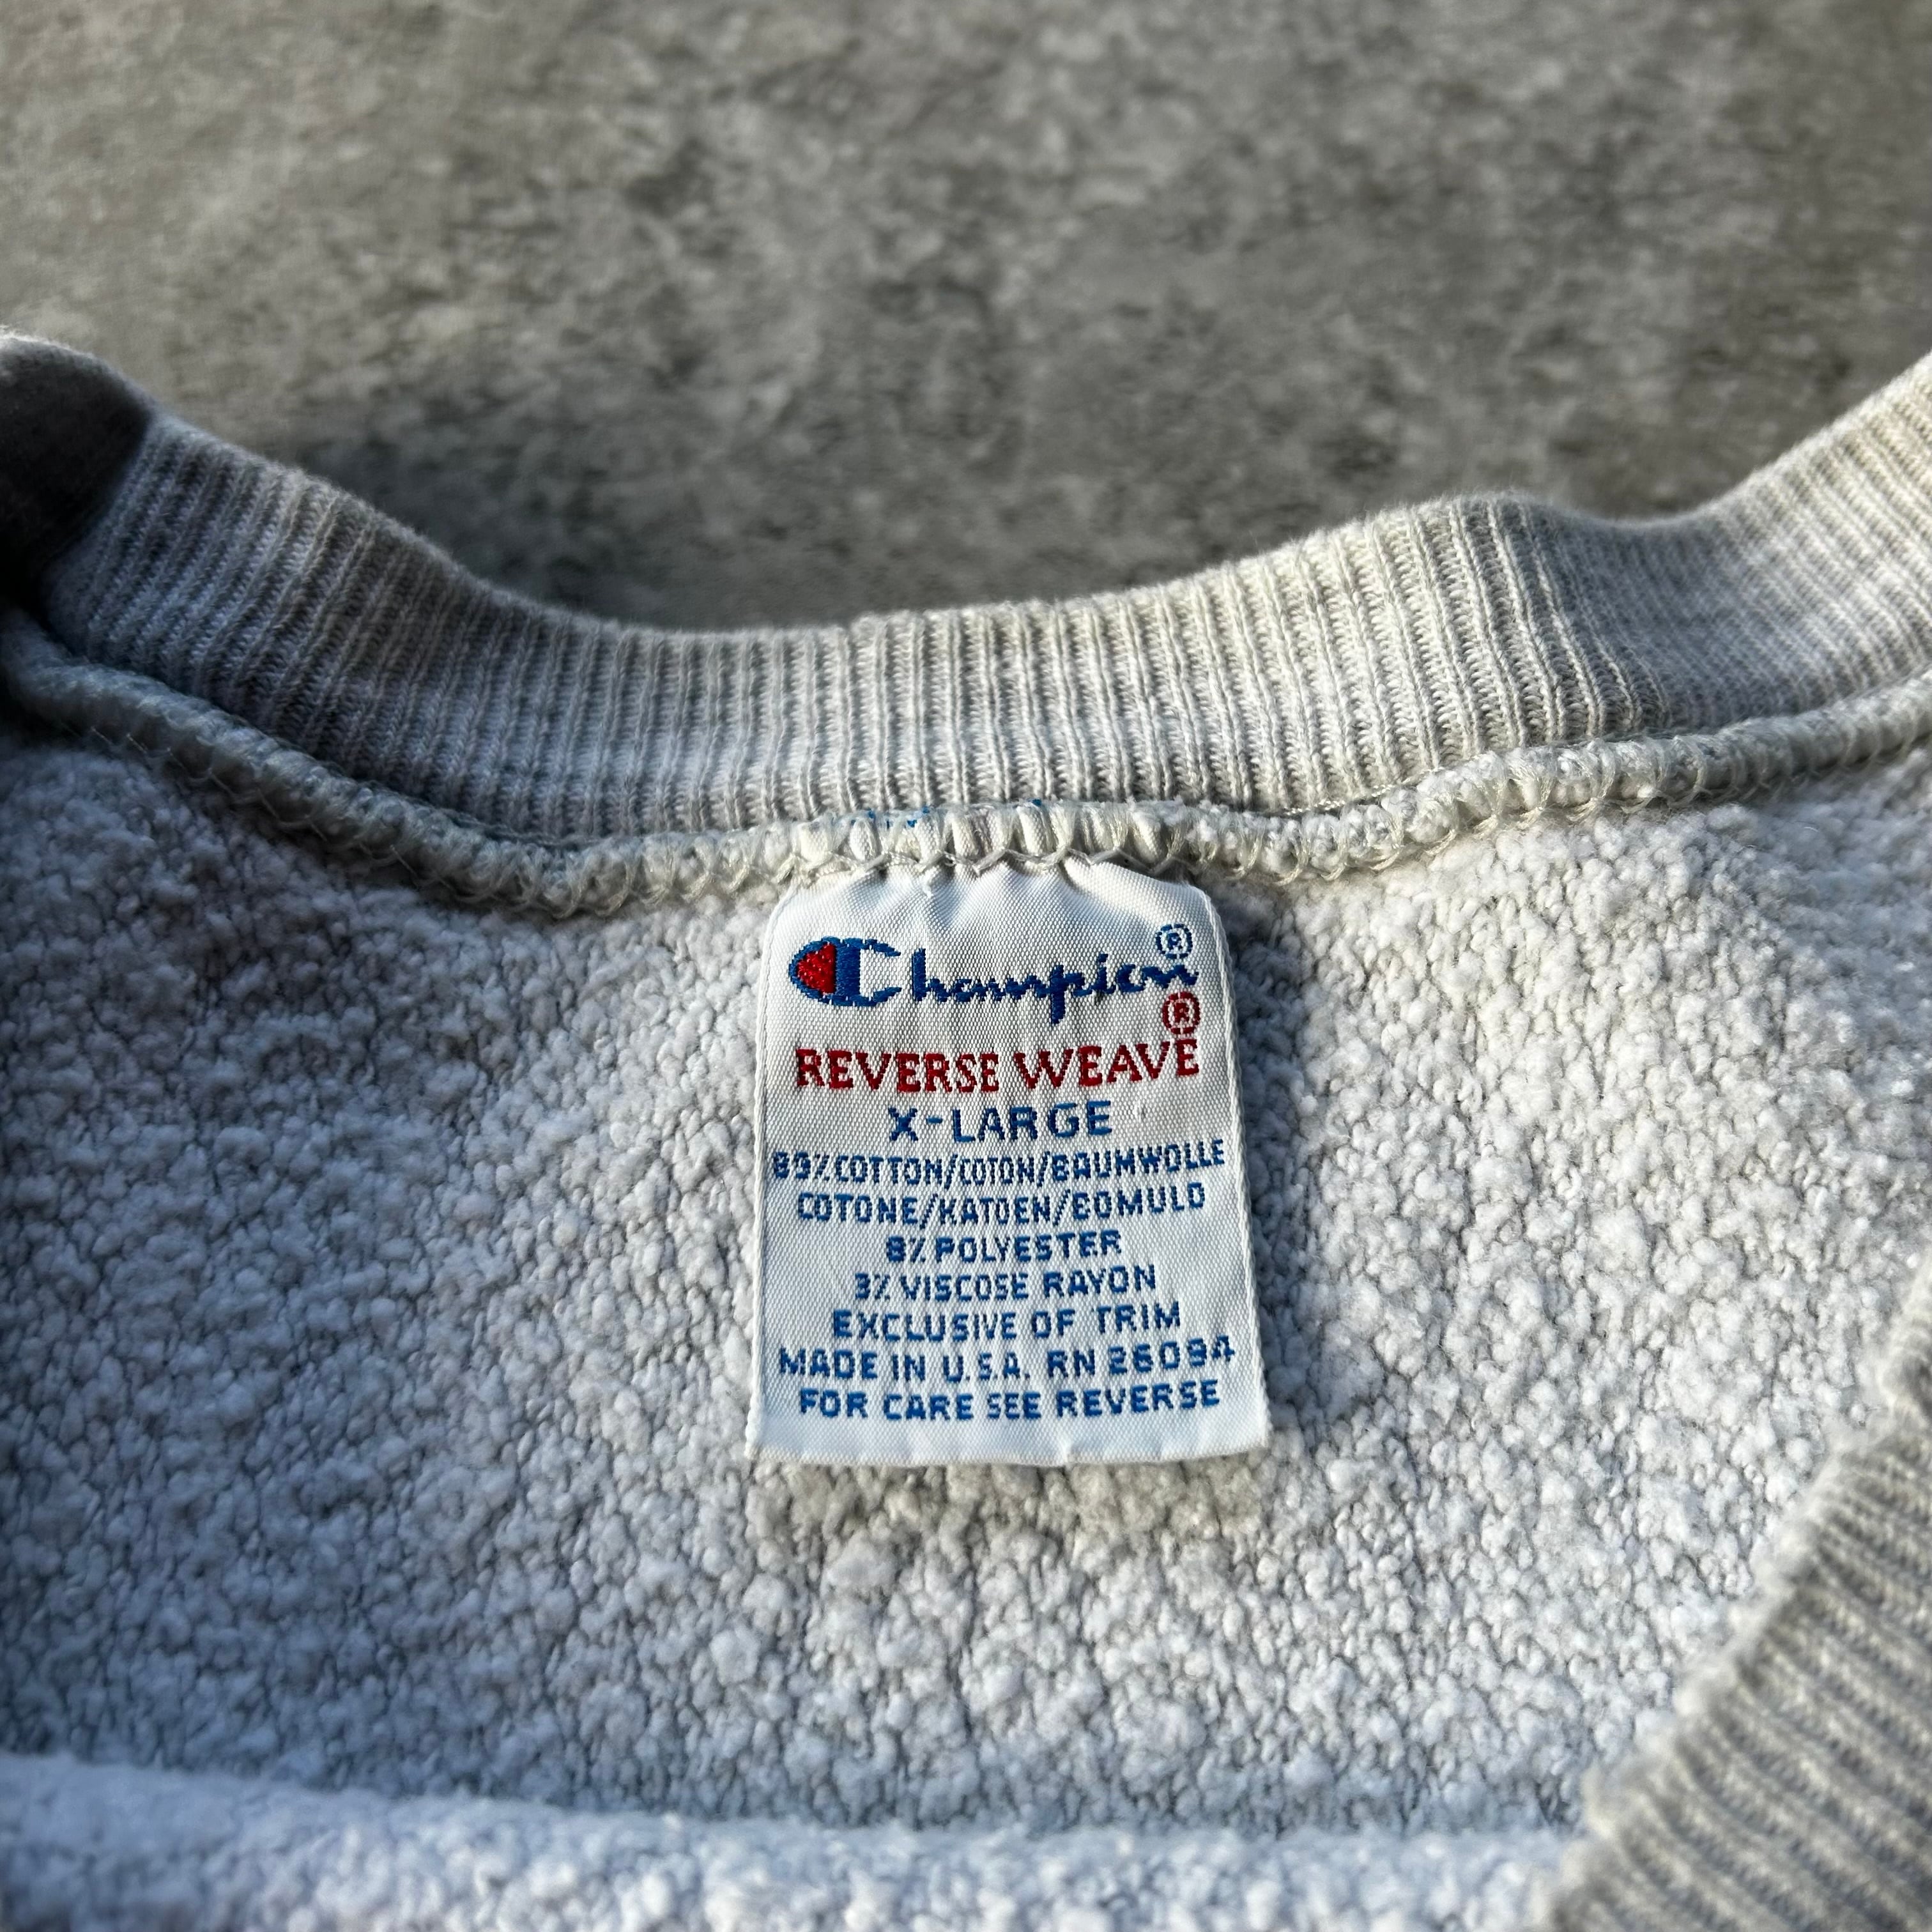 Champion®
REVERSE WEAVE®
X-LARGE
89% COTTON/COTON/BAUMWOLLE
COTONE/KATOEN/BOMULD
8% POLYESTER
3% VISCOSE RAYON
EXCLUSIVE OF TRIM
MADE IN U.S.A. RN 26094
FOR CARE SEE REVERSE